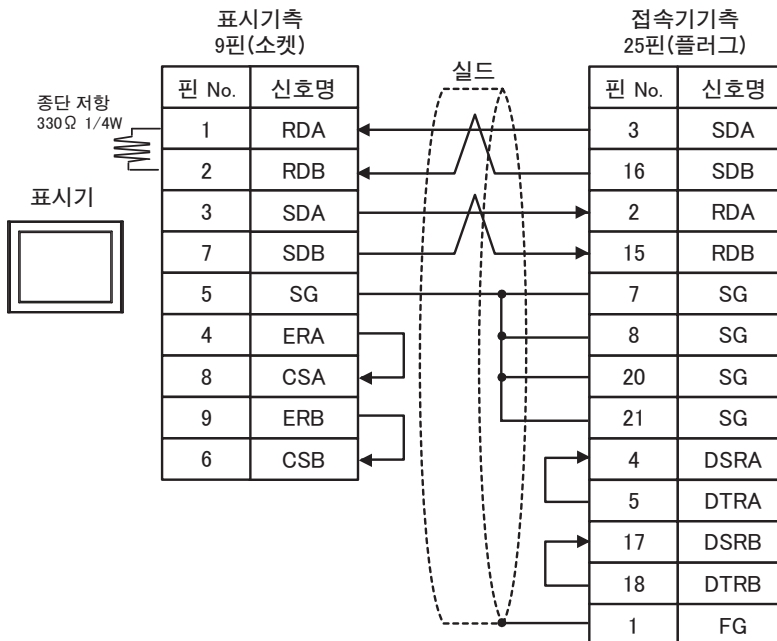 표시기측
9핀(소켓)
접속기기측
25핀(플러그)
실드
종단 저항
330Ω 1/4W
표시기
핀 No. 신호명
1 RDA
2 RDB
3 SDA
7 SDB
5 SG
4 ERA
8 CSA
9 ERB
6 CSB
핀 No. 신호명
3 SDA
16 SDB
2 RDA
15 RDB
7 SG
8 SG
20 SG
21 SG
4 DSRA
5 DTRA
17 DSRB
18 DTRB
1 FG